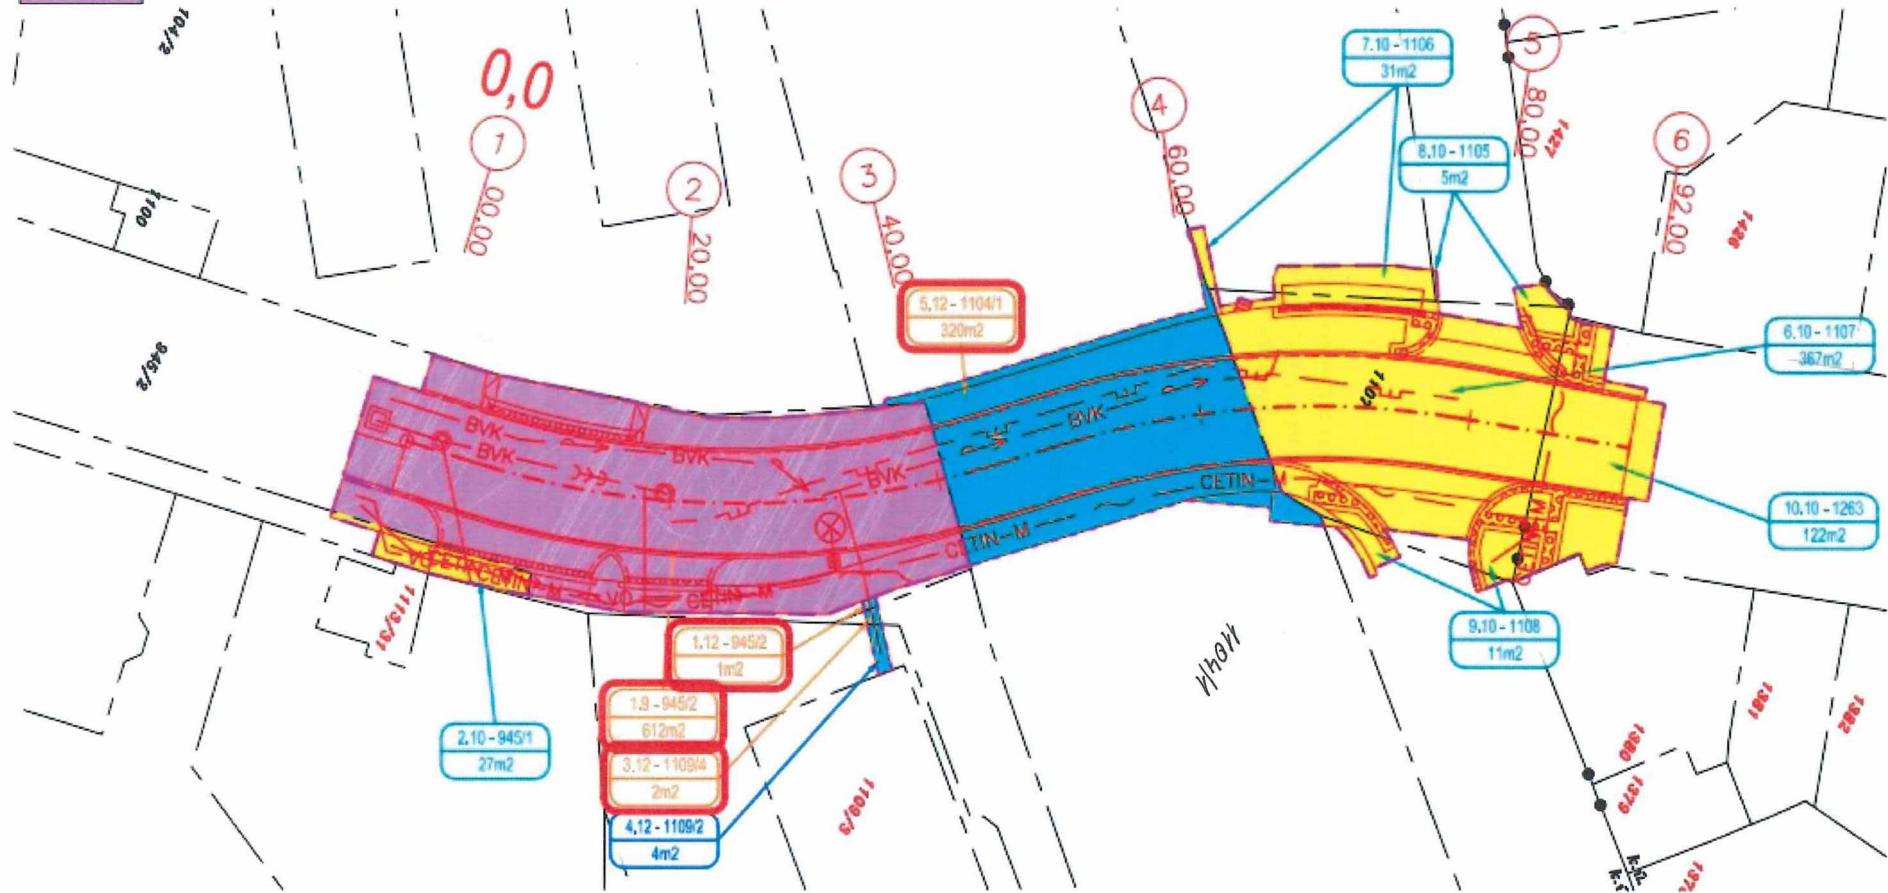 104/2
0,0
1
00,00
2
20,00
3
40,00
4
60,00
5
80,00
6
92,00
7.10 - 1106
31m2
8.10 - 1105
5m2
1427
1426
1100
945/2
5.12 - 1104/1
320m2
6.10 - 1107
367m2
1107
BVK
BVK
BVK
BVK
BVK
CETIN-M
CETIN-M
CETIN-M
10.10 - 1263
122m2
9.10 - 1108
11m2
1113/31
1.12 - 945/2
1m2
1.9 - 945/2
612m2
3.12 - 1109/4
2m2
4.12 - 1109/2
4m2
2.10 - 945/1
27m2
1109/3
1104/1
1381
1382
1380
1379